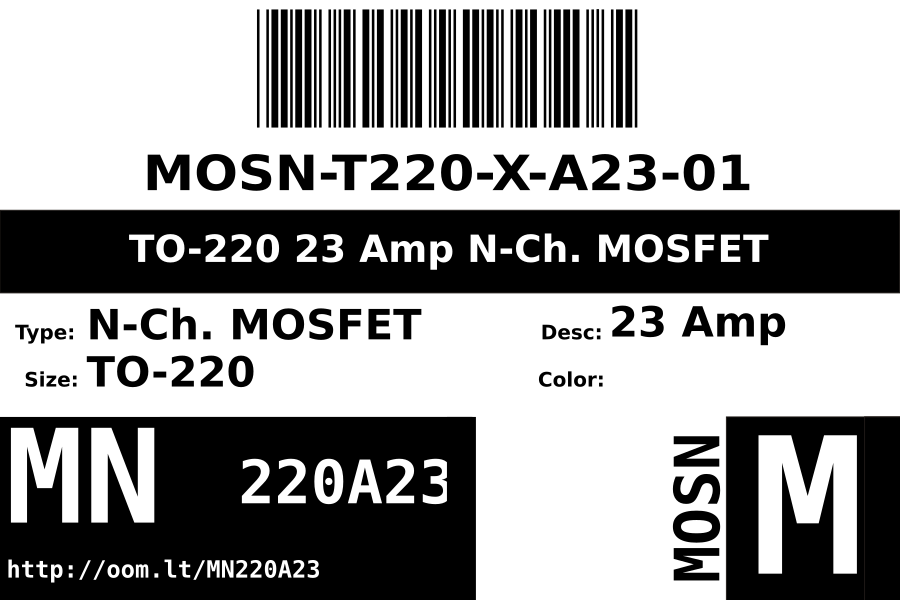 MOSN-T220-X-A23-01
TO-220 23 Amp N-Ch. MOSFET
Type: N-Ch. MOSFET
Desc: 23 Amp
Size: TO-220
Color:
MN
220A23
http://oom.lt/MN220A23
MOSN
M